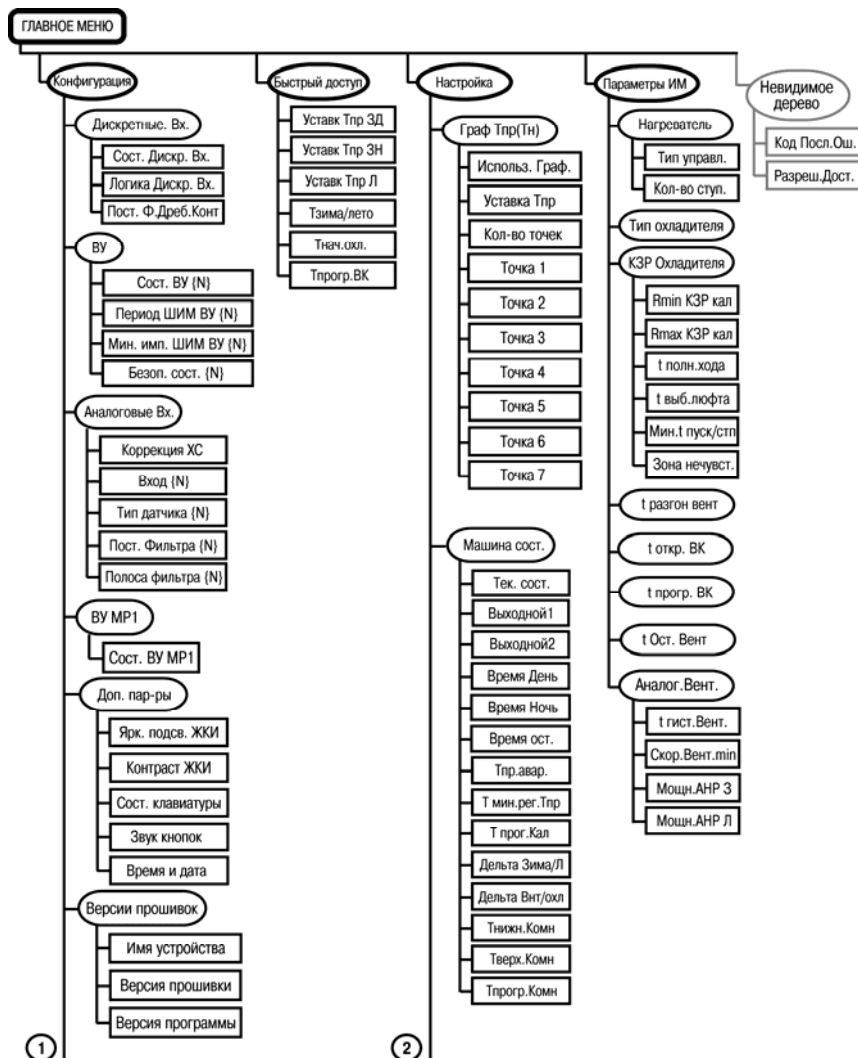 ГЛАВНОЕ МЕНЮ
Конфигурация
Дискретные. Вх.
Сост. Дискр. Вх.
Логика Дискр. Вх.
Пост. Ф.Дреб.Конт
ВУ
Сост. ВУ {N}
Период ШИМ ВУ {N}
Мин. имп. ШИМ ВУ {N}
Безоп. сост. {N}
Аналоговые Вх.
Коррекция ХС
Вход {N}
Тип датчика {N}
Пост. Фильтра {N}
Полоса фильтра {N}
ВУ МР1
Сост. ВУ МР1
Доп. пар-ры
Ярк. подсв. ЖКИ
Контраст ЖКИ
Сост. клавиатуры
Звук кнопок
Время и дата
Версии прошивок
Имя устройства
Версия прошивки
Версия программы
1
Быстрый доступ
Уставк Тпр ЗД
Уставк Тпр ЗН
Уставк Тпр Л
Тзима/лето
Тнач.охл.
Тпрогр.ВК
Настройка
Граф Тпр(Тн)
Использ. Граф.
Уставка Тпр
Кол-во точек
Точка 1
Точка 2
Точка 3
Точка 4
Точка 5
Точка 6
Точка 7
Машина сост.
Тек. сост.
Выходной1
Выходной2
Время День
Время Ночь
Время ост.
Тпр.авар.
Т мин.рег.Тпр
Т прог.Кал
Дельта Зима/Л
Дельта Внт/охл
Тнижн.Комн
Тверх.Комн
Тпрогр.Комн
2
Параметры ИМ
Нагреватель
Тип управл.
Кол-во ступ.
Тип охладителя
КЗР Охладителя
Rmin КЗР кал
Rmax КЗР кал
t полн.хода
t выб.люфта
Мин.t пуск/стп
Зона нечувст.
t разгон вент
t откр. ВК
t прогр. ВК
t Ост. Вент
Аналог.Вент.
t гист.Вент.
Скор.Вент.min
Мощн.АНР З
Мощн.АНР Л
Невидимое
дерево
Код Посл.Ош.
Разреш.Дост.